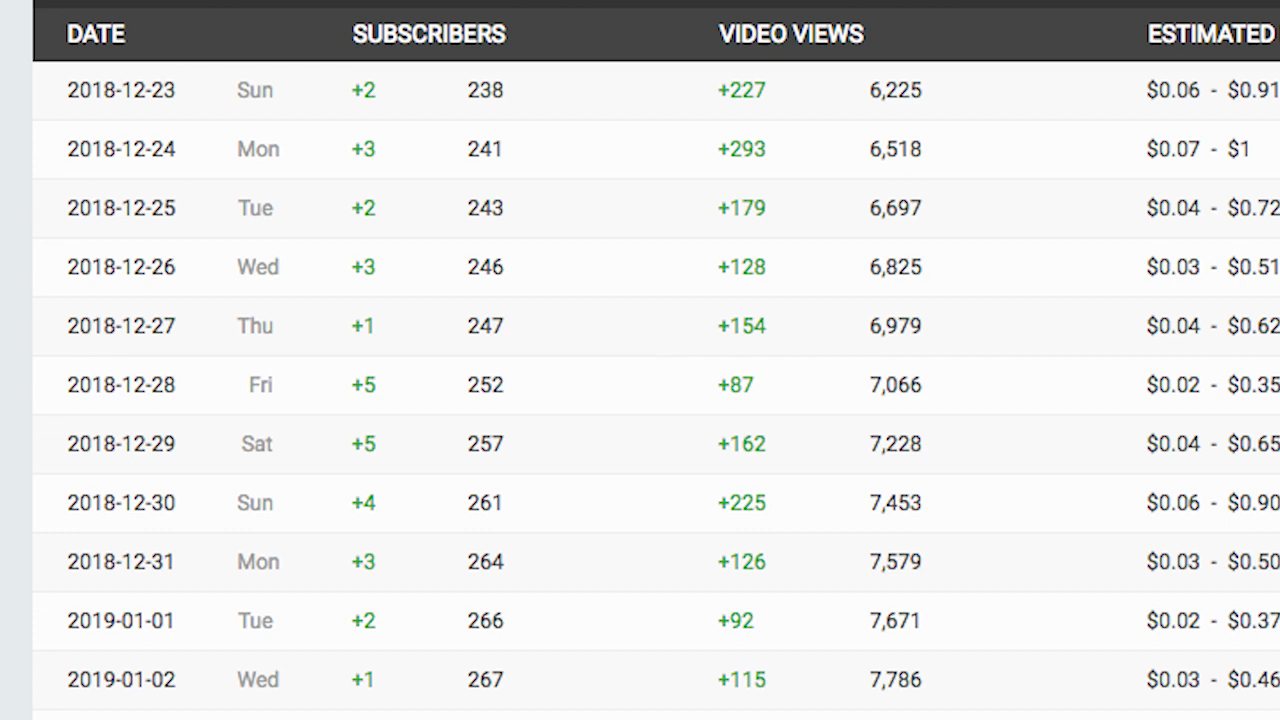 DATE SUBSCRIBERS VIDEO VIEWS ESTIMATED
2018-12-23 Sun +2 238 +227 6,225 $0.06 - $0.91
2018-12-24 Mon +3 241 +293 6,518 $0.07 - $1
2018-12-25 Tue +2 243 +179 6,697 $0.04 - $0.72
2018-12-26 Wed +3 246 +128 6,825 $0.03 - $0.51
2018-12-27 Thu +1 247 +154 6,979 $0.04 - $0.62
2018-12-28 Fri +5 252 +87 7,066 $0.02 - $0.35
2018-12-29 Sat +5 257 +162 7,228 $0.04 - $0.65
2018-12-30 Sun +4 261 +225 7,453 $0.06 - $0.90
2018-12-31 Mon +3 264 +126 7,579 $0.03 - $0.50
2019-01-01 Tue +2 266 +92 7,671 $0.02 - $0.37
2019-01-02 Wed +1 267 +115 7,786 $0.03 - $0.46